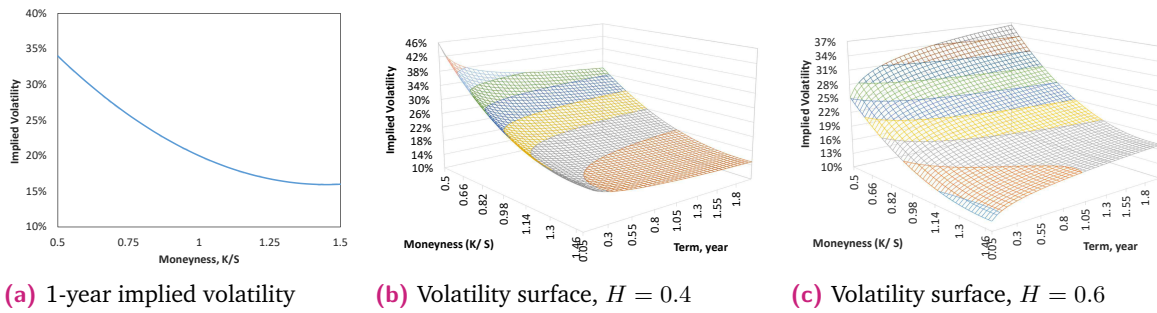 40%
35%
30%
25%
20%
15%
10%
Implied Volatility
0.5 0.75 1 1.25 1.5
Moneyness, K/S
(a) 1-year implied volatility
46%
42%
38%
34%
30%
26%
22%
18%
14%
10%
Implied Volatility
0.5 0.66 0.82 0.98 1.14 1.3 1.46
Moneyness (K/ S)
0.05 0.3 0.55 0.8 1.05 1.3 1.55 1.8
Term, year
(b) Volatility surface, H = 0.4
37%
34%
31%
28%
25%
22%
19%
16%
13%
10%
Implied Volatility
0.5 0.66 0.82 0.98 1.14 1.3 1.46
Moneyness (K/ S)
0.05 0.3 0.55 0.8 1.05 1.3 1.55 1.8
Term, year
(c) Volatility surface, H = 0.6